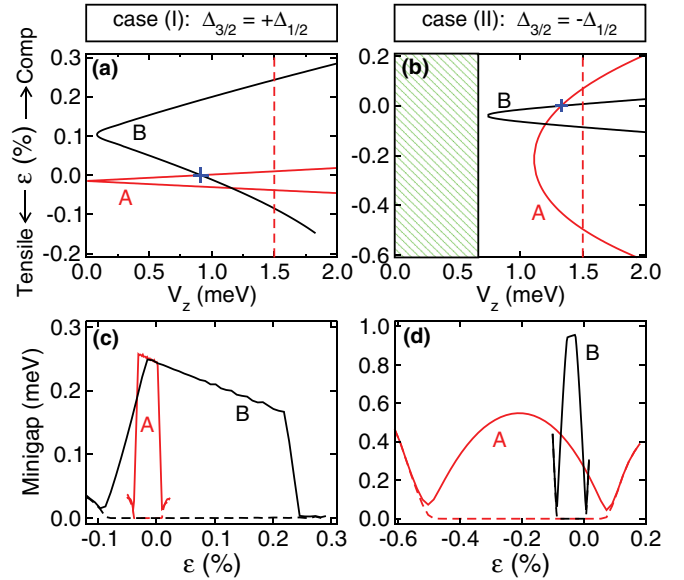 case (I): Δ3/2 = +Δ1/2
case (II): Δ3/2 = -Δ1/2
Tensile ← ε (%) → Comp
(a)
0.3
0.2
0.1
0.0
-0.1
-0.2
B
A
0.0 0.5 1.0 1.5 2.0
Vz (meV)
(b)
0.2
0.0
-0.2
-0.4
-0.6
B
A
0.0 0.5 1.0 1.5 2.0
Vz (meV)
Minigap (meV)
(c)
0.3
0.2
0.1
0.0
A
B
-0.1 0.0 0.1 0.2 0.3
ε (%)
(d)
1.0
0.8
0.6
0.4
0.2
0.0
B
A
-0.6 -0.4 -0.2 0.0 0.2
ε (%)